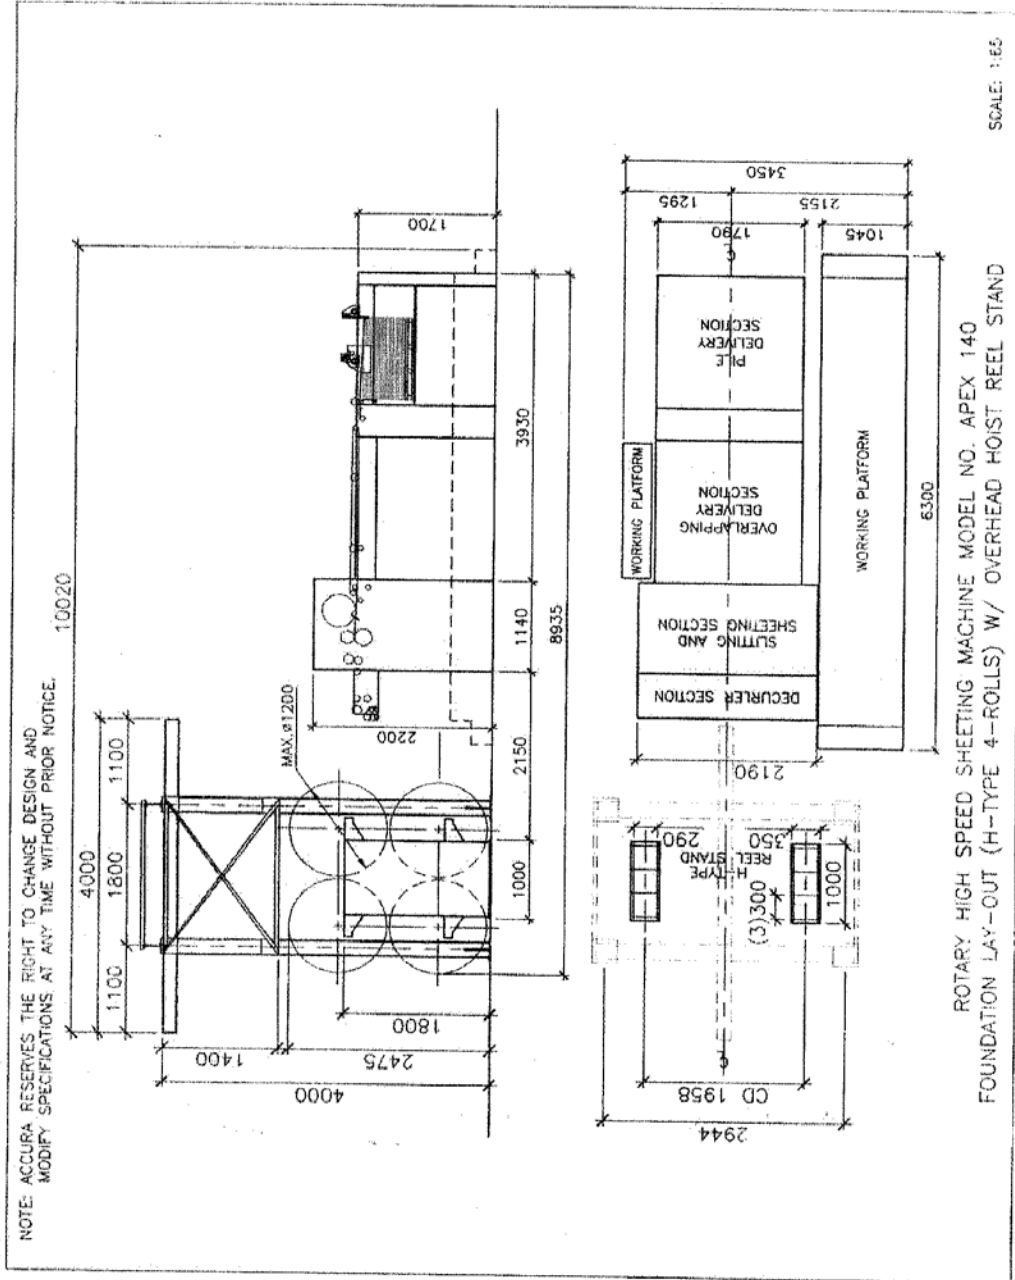 NOTE: ACCURA RESERVES THE RIGHT TO CHANGE DESIGN AND
MODIFY SPECIFICATIONS AT ANY TIME WITHOUT PRIOR NOTICE.
10020
4000
1100
1800
1100
4000
1400
2475
1800
MAX.ø1200
2200
1700
1000
2150
1140
3930
8935
2944
CD 1958
290
350
(3)300
1000
H-TYPE
REEL STAND
2190
DECURLER SECTION
SLITTING AND
SHEETING SECTION
WORKING PLATFORM
OVERLAPPING
DELIVERY
SECTION
PILE
DELIVERY
SECTION
WORKING PLATFORM
6300
1790
1045
1295
2155
3450
ROTARY HIGH SPEED SHEETING MACHINE MODEL NO. APEX 140
FOUNDATION LAY-OUT (H-TYPE 4-ROLLS) W/ OVERHEAD HOIST REEL STAND
SCALE: 1:65